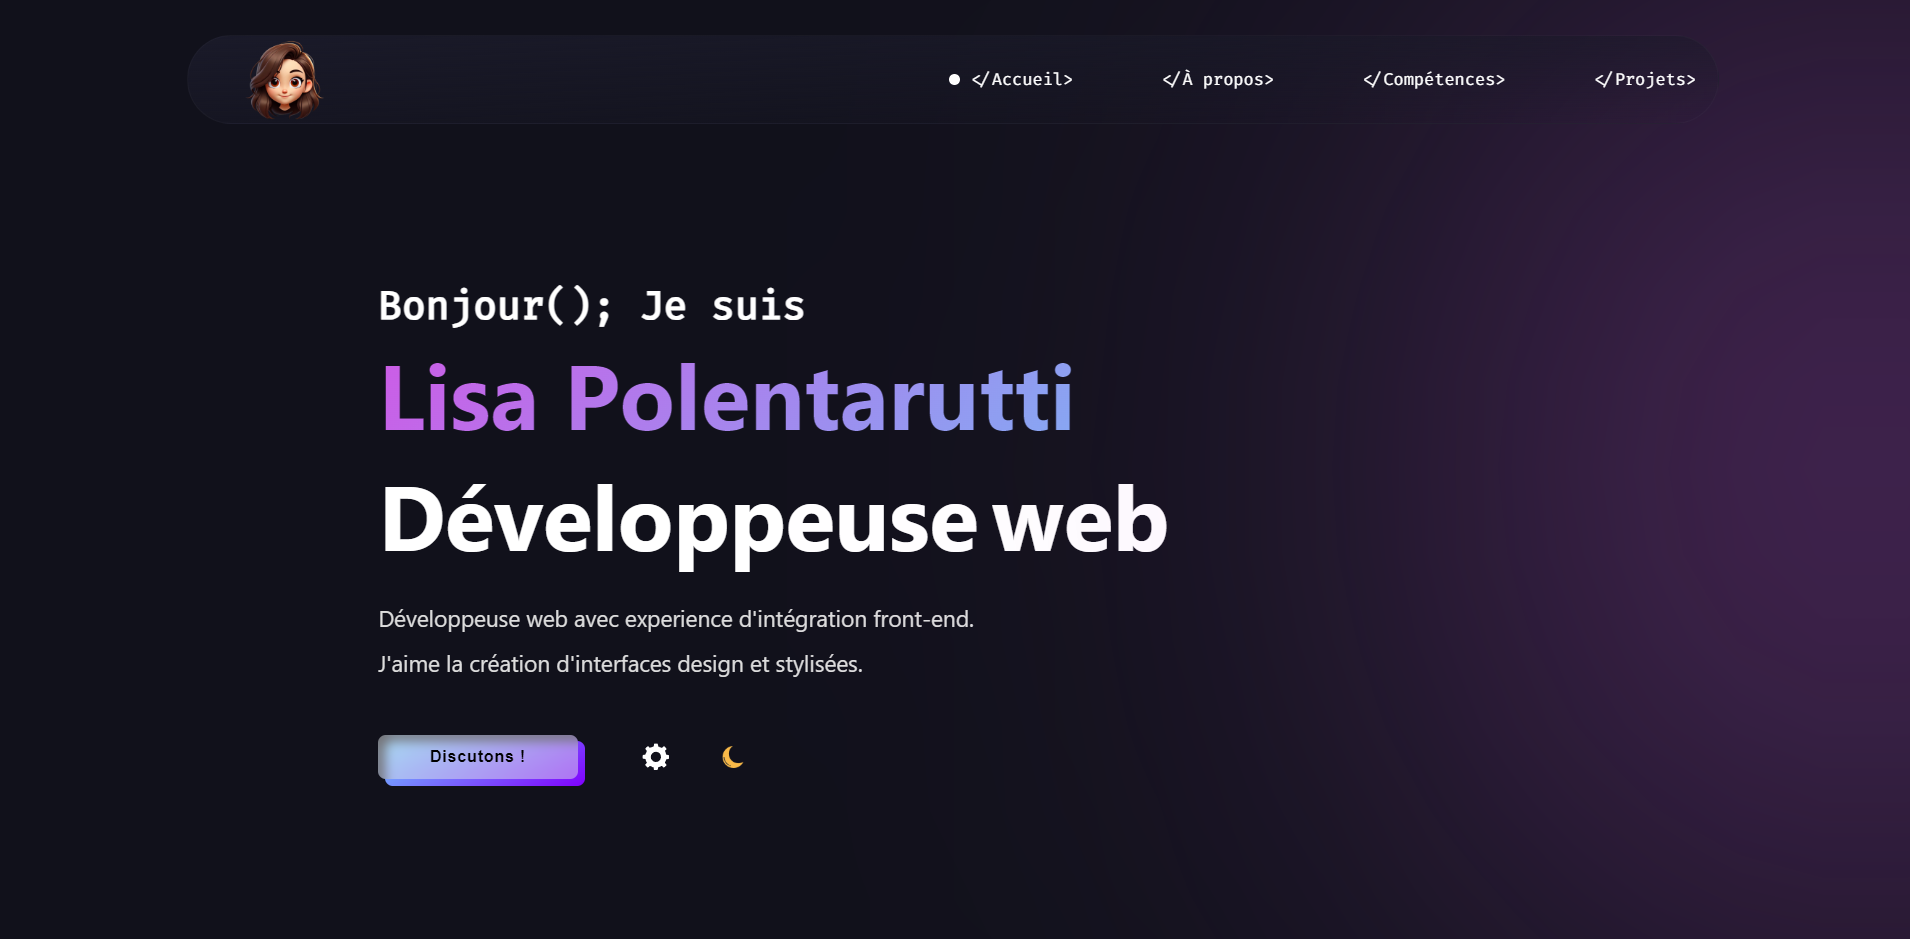 </Accueil>
</À propos>
</Compétences>
</Projets>
Bonjour(); Je suis
Lisa Polentarutti
Développeuse web
Développeuse web avec experience d'intégration front-end.
J'aime la création d'interfaces design et stylisées.
Discutons !